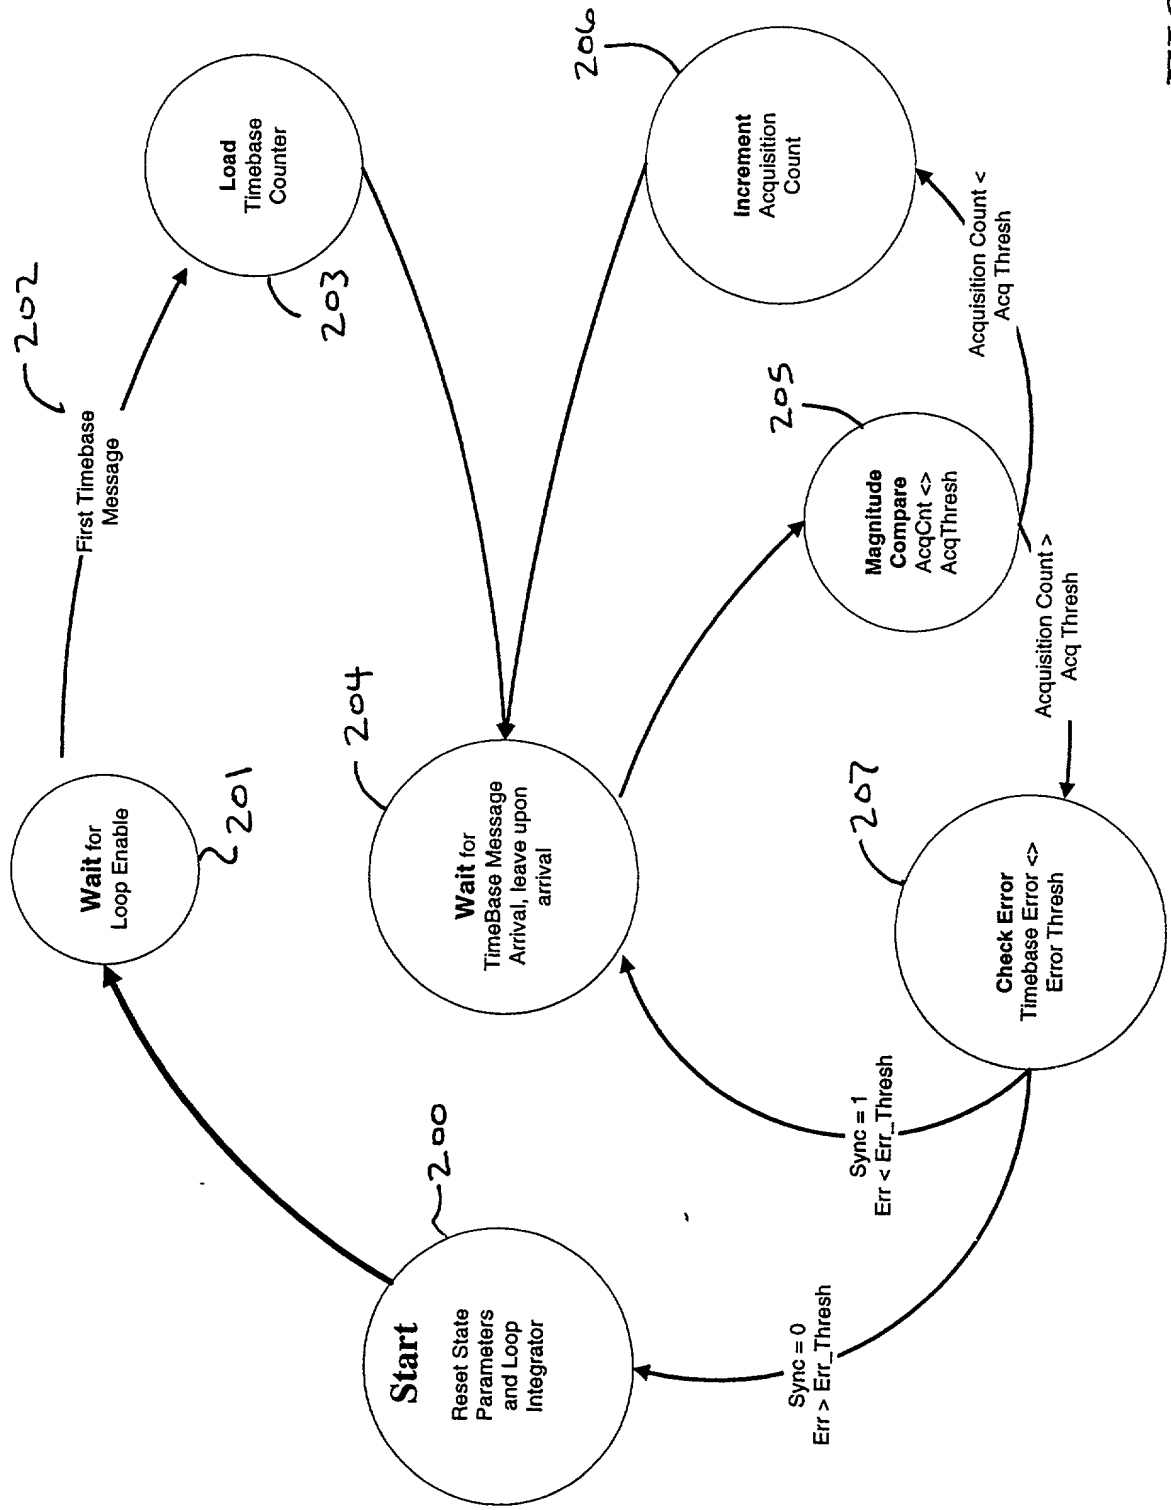 Start
Reset State
Parameters
and Loop
Integrator
200
Wait for
Loop Enable
201
First Timebase
Message
202
Load
Timebase
Counter
203
Wait for
TimeBase Message
Arrival, leave upon
arrival
204
Magnitude
Compare
AcqCnt <>
AcqThresh
205
Acquisition Count <
Acq Thresh
Increment
Acquisition
Count
206
Acquisition Count >
Acq Thresh
Check Error
Timebase Error <>
Error Thresh
207
Sync = 1
Err < Err_Thresh
Sync = 0
Err > Err_Thresh